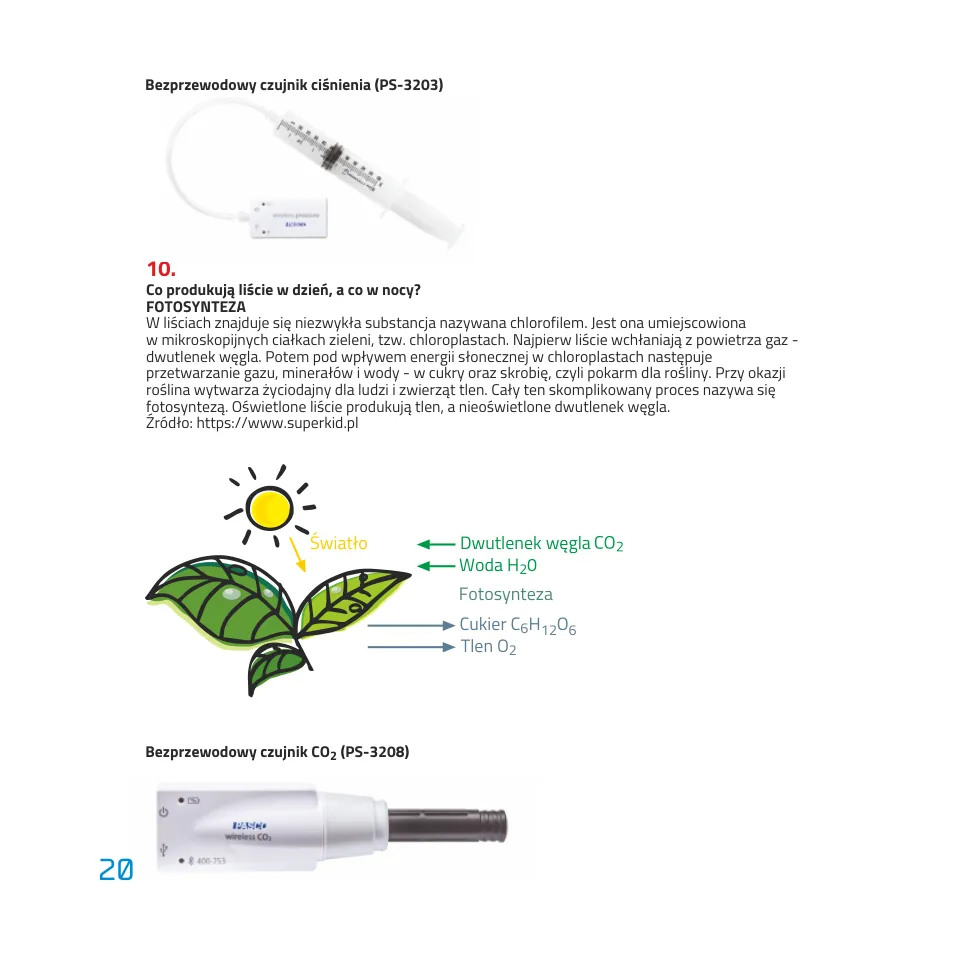 Bezprzewodowy czujnik ciśnienia (PS-3203)
10.
Co produkują liście w dzień, a co w nocy?
FOTOSYNTEZA
W liściach znajduje się niezwykła substancja nazywana chlorofilem. Jest ona umiejscowiona
w mikroskopijnych ciałkach zieleni, tzw. chloroplastach. Najpierw liście wchłaniają z powietrza gaz -
dwutlenek węgla. Potem pod wpływem energii słonecznej w chloroplastach następuje
przetwarzanie gazu, minerałów i wody - w cukry oraz skrobię, czyli pokarm dla rośliny. Przy okazji
roślina wytwarza życiodajny dla ludzi i zwierząt tlen. Cały ten skomplikowany proces nazywa się
fotosyntezą. Oświetlone liście produkują tlen, a nieoświetlone dwutlenek węgla.
Źródło: https://www.superkid.pl
Światło
Dwutlenek węgla CO2
Woda H2O
Fotosynteza
Cukier C6H12O6
Tlen O2
Bezprzewodowy czujnik CO2 (PS-3208)
PASCO
wireless CO2
400-753
20